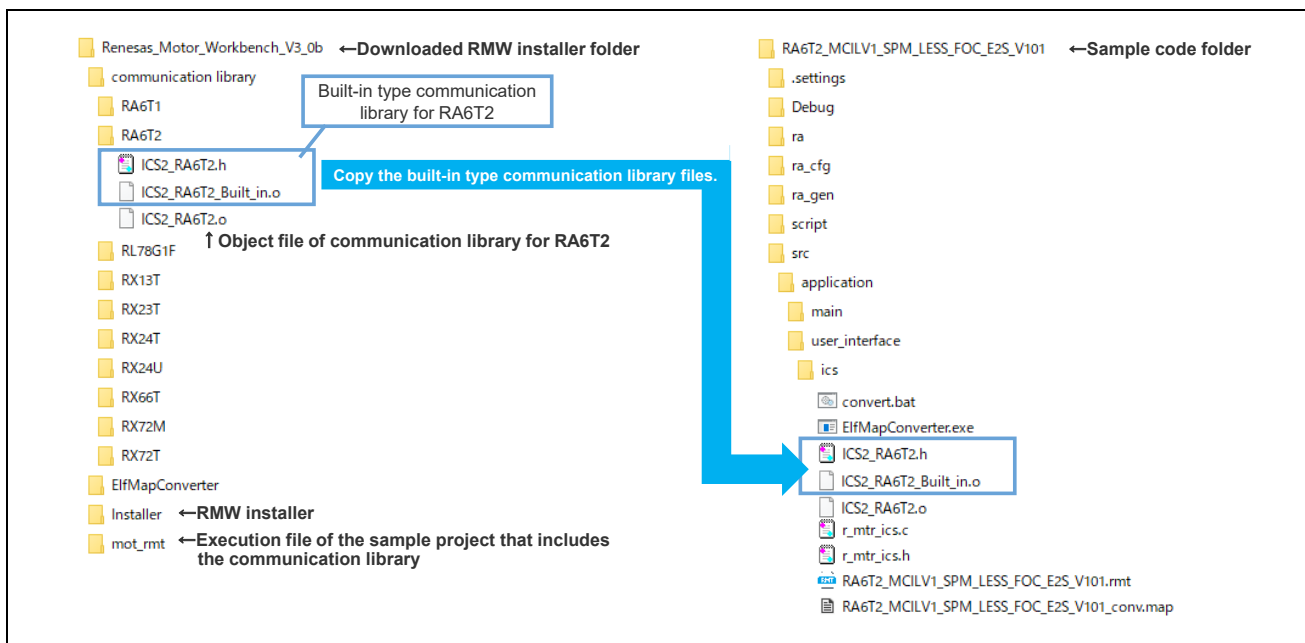 Renesas_Motor_Workbench_V3_0b ←Downloaded RMW installer folder
communication library
RA6T1
RA6T2
Built-in type communication
library for RA6T2
ICS2_RA6T2.h
ICS2_RA6T2_Built_in.o
ICS2_RA6T2.o
↑Object file of communication library for RA6T2
RL78G1F
RX13T
RX23T
RX24T
RX24U
RX66T
RX72M
RX72T
ElfMapConverter
Installer ←RMW installer
mot_rmt ←Execution file of the sample project that includes
the communication library
Copy the built-in type communication library files.
RA6T2_MCILV1_SPM_LESS_FOC_E2S_V101 ←Sample code folder
.settings
Debug
ra
ra_cfg
ra_gen
script
src
application
main
user_interface
ics
convert.bat
ElfMapConverter.exe
ICS2_RA6T2.h
ICS2_RA6T2_Built_in.o
ICS2_RA6T2.o
r_mtr_ics.c
r_mtr_ics.h
RMT RA6T2_MCILV1_SPM_LESS_FOC_E2S_V101.rmt
RA6T2_MCILV1_SPM_LESS_FOC_E2S_V101_conv.map